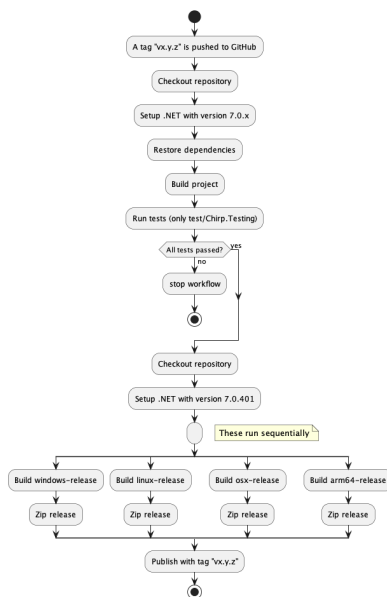 A tag "vx.y.z" is pushed to GitHub
Checkout repository
Setup .NET with version 7.0.x
Restore dependencies
Build project
Run tests (only test/Chirp.Testing)
All tests passed?
yes
no
stop workflow
Checkout repository
Setup .NET with version 7.0.401
These run sequentially
Build windows-release
Build linux-release
Build osx-release
Build arm64-release
Zip release
Zip release
Zip release
Zip release
Publish with tag "vx.y.z"